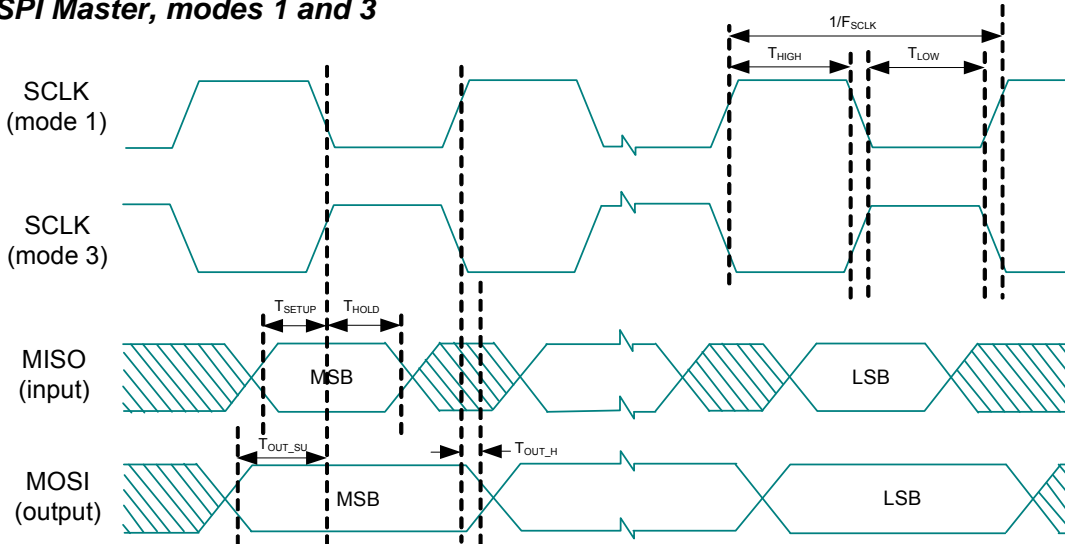 SPI Master, modes 1 and 3
1/FSCLK
THIGH
TLOW
SCLK
(mode 1)
SCLK
(mode 3)
TSETUP
THOLD
MISO
(input)
MSB
LSB
TOUT_SU
TOUT_H
MOSI
(output)
MSB
LSB